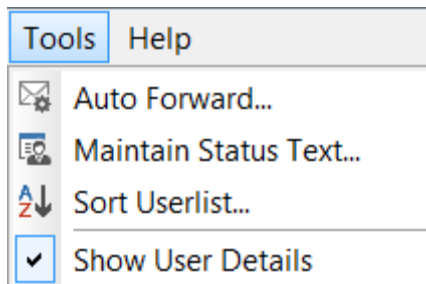 Tools Help
Auto Forward...
Maintain Status Text...
Sort Userlist...
Show User Details